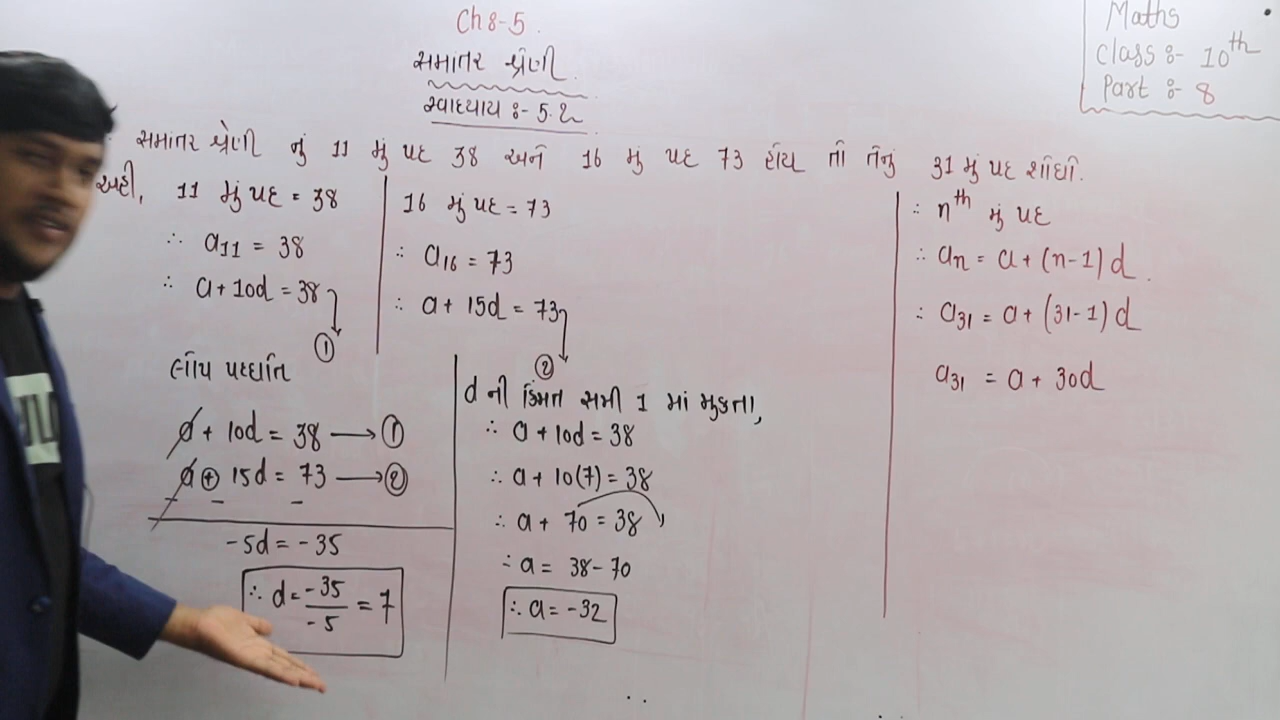 Ch 8-5.
સમાંતર શ્રેણી.
સ્વાધ્યાય :- 5.2
Maths
Class :- 10th
Part :- 8
સમાંતર શ્રેણી નું 11 મું પદ 38 અને 16 મું પદ 73 હોય તો તેનું 31 મું પદ શોધો.
અહી, 11 મું પદ = 38
∴ a11 = 38
∴ a + 10d = 38
1
લોપ પધ્ધતિ
a + 10d = 38 → 1
a + 15d = 73 → 2
- - -
-5d = -35
∴ d = -35/-5 = 7
16 મું પદ = 73
∴ a16 = 73
∴ a + 15d = 73
2
d ની કિંમત સમી 1 માં મુકતા,
∴ a + 10d = 38
∴ a + 10(7) = 38
∴ a + 70 = 38
∴ a = 38-70
∴ a = -32
∴ nth મું પદ
∴ an = a + (n-1) d.
∴ a31 = a + (31-1) d
a31 = a + 30d